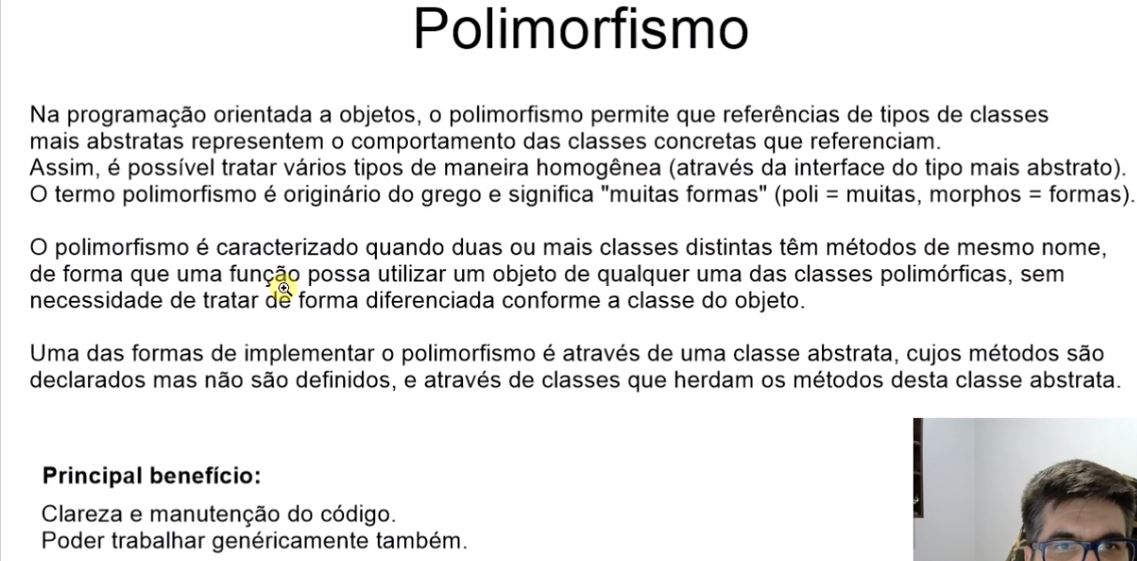 Polimorfismo
Na programação orientada a objetos, o polimorfismo permite que referências de tipos de classes
mais abstratas representem o comportamento das classes concretas que referenciam.
Assim, é possível tratar vários tipos de maneira homogênea (através da interface do tipo mais abstrato).
O termo polimorfismo é originário do grego e significa "muitas formas" (poli = muitas, morphos = formas).
O polimorfismo é caracterizado quando duas ou mais classes distintas têm métodos de mesmo nome,
de forma que uma função possa utilizar um objeto de qualquer uma das classes polimórficas, sem
necessidade de tratar de forma diferenciada conforme a classe do objeto.
Uma das formas de implementar o polimorfismo é através de uma classe abstrata, cujos métodos são
declarados mas não são definidos, e através de classes que herdam os métodos desta classe abstrata.
Principal benefício:
Clareza e manutenção do código.
Poder trabalhar genéricamente também.